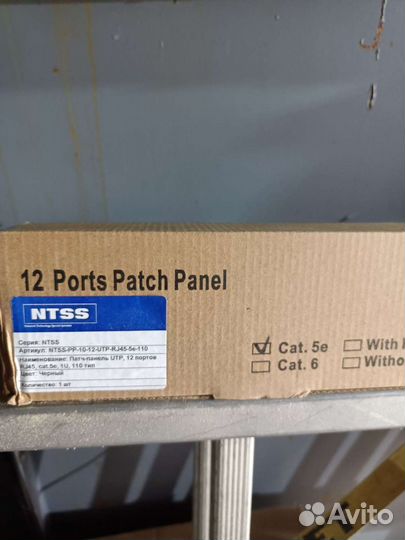 12 Ports Patch Panel
NTSS
Серия: NTSS
Артикул: NTSS-PP-10-12-UTP-RJ45-5e-110
Наименование: Патч-панель UTP, 12 портов
RJ45, cat.5e, 1U, 110 тип
Цвет: Черный
Количество: 1 шт
Cat. 5e
Cat. 6
With
Witho
Avito